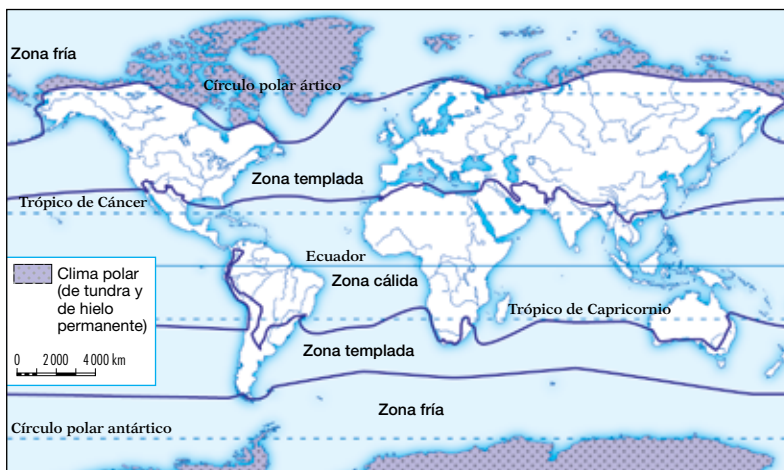 Zona fría
Círculo polar ártico
Zona templada
Trópico de Cáncer
Ecuador
Zona cálida
Clima polar
(de tundra y
de hielo
permanente)
Trópico de Capricornio
0 2 000 4 000 km
Zona templada
Zona fría
Círculo polar antártico